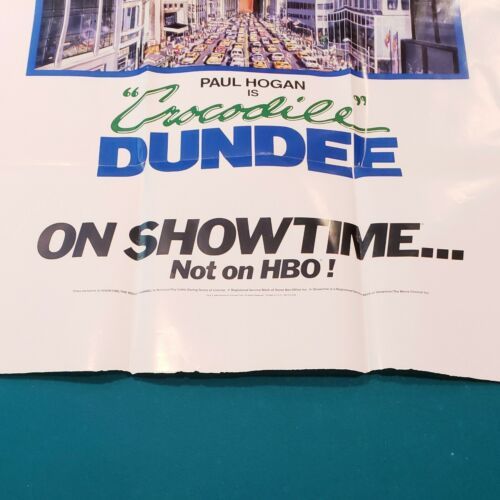 PAUL HOGAN
IS
"Crocodile"
DUNDEE
ON SHOWTIME...
Not on HBO !